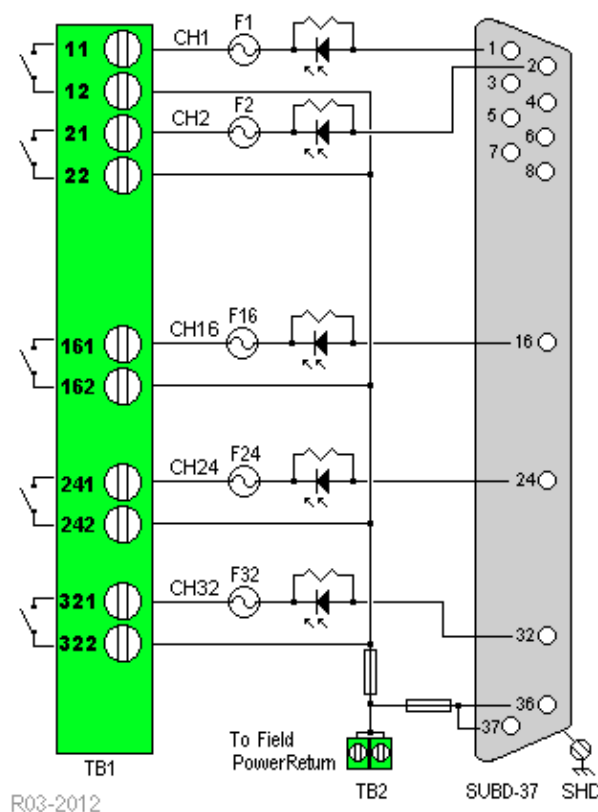 11 CH1 F1 1
12 2
21 CH2 F2 3
22 4
5
6
7
8
161 CH16 F16 16
162
241 CH24 F24 24
242
321 CH32 F32 32
322
36
37
To Field
PowerReturn
TB1 TB2 SUBD-37 SHD
R03-2012